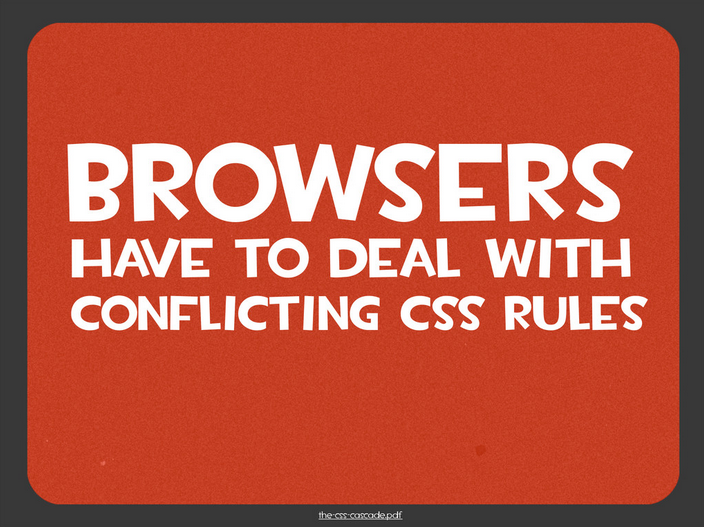 BROWSERS
HAVE TO DEAL WITH
CONFLICTING CSS RULES
the-css-cascade.pdf